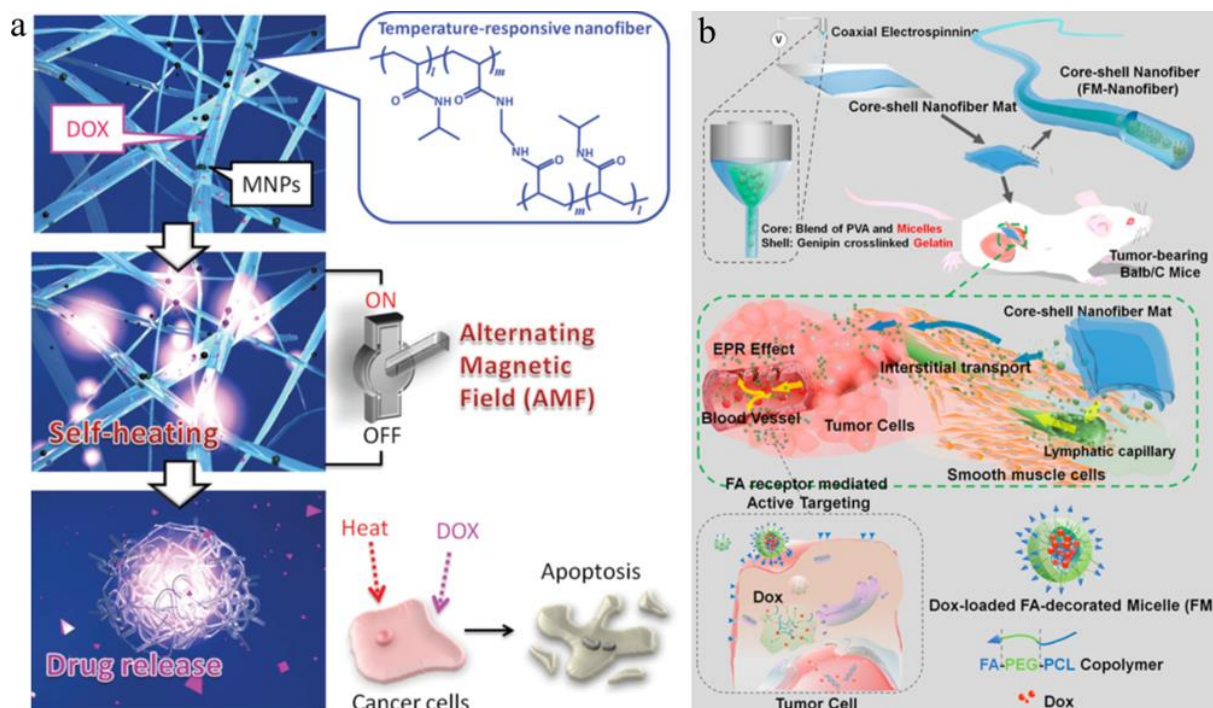 a
Temperature-responsive nanofiber
l
m
O
O
NH
NH
NH
NH
O
O
m
l
DOX
MNPs
ON
OFF
Alternating
Magnetic
Field (AMF)
Self-heating
Drug release
Heat
DOX
Cancer cells
Apoptosis
b
V
Coaxial Electrospinning
Core-shell Nanofiber
(FM-Nanofiber)
Core-shell Nanofiber Mat
Core: Blend of PVA and Micelles
Shell: Genipin crosslinked Gelatin
Tumor-bearing
Balb/C Mice
Core-shell Nanofiber Mat
EPR Effect
Interstitial transport
Blood Vessel
Tumor Cells
Lymphatic capillary
Smooth muscle cells
FA receptor mediated
Active Targeting
Dox
Tumor Cell
Dox-loaded FA-decorated Micelle (FM
FA-PEG-PCL Copolymer
Dox